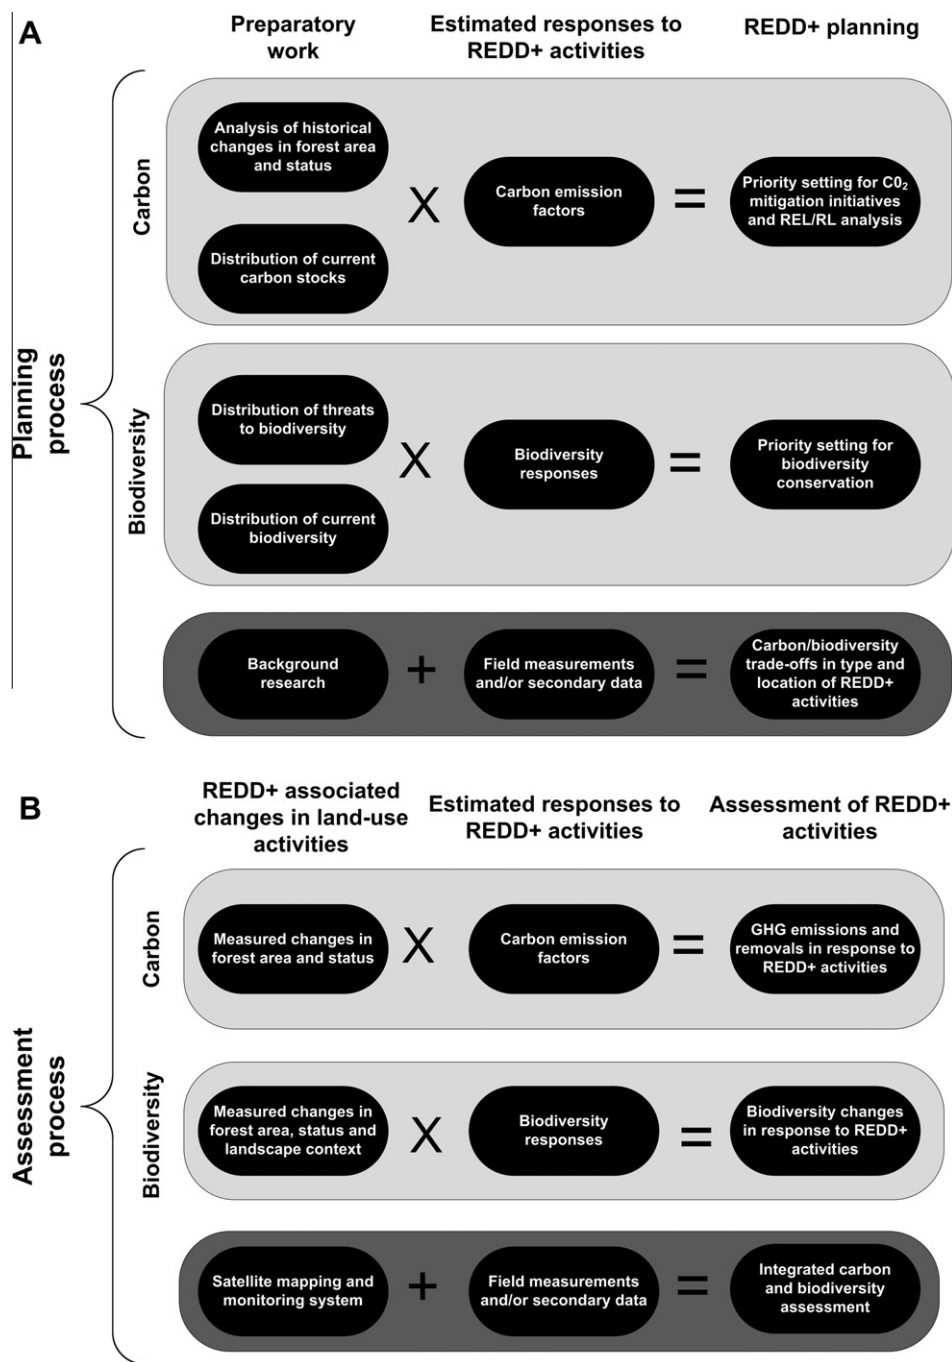 A
Preparatory
work
Estimated responses to
REDD+ activities
REDD+ planning
Planning
process
Carbon
Analysis of historical
changes in forest area
and status
Distribution of current
carbon stocks
X
Carbon emission
factors
=
Priority setting for C0₂
mitigation initiatives
and REL/RL analysis
Biodiversity
Distribution of threats
to biodiversity
Distribution of current
biodiversity
X
Biodiversity
responses
=
Priority setting for
biodiversity
conservation
Background
research
+
Field measurements
and/or secondary data
=
Carbon/biodiversity
trade-offs in type and
location of REDD+
activities
B
REDD+ associated
changes in land-use
activities
Estimated responses to
REDD+ activities
Assessment of REDD+
activities
Assessment
process
Carbon
Measured changes in
forest area and status
X
Carbon emission
factors
=
GHG emissions and
removals in response to
REDD+ activities
Biodiversity
Measured changes in
forest area, status and
landscape context
X
Biodiversity
responses
=
Biodiversity changes
in response to REDD+
activities
Satellite mapping and
monitoring system
+
Field measurements
and/or secondary data
=
Integrated carbon
and biodiversity
assessment